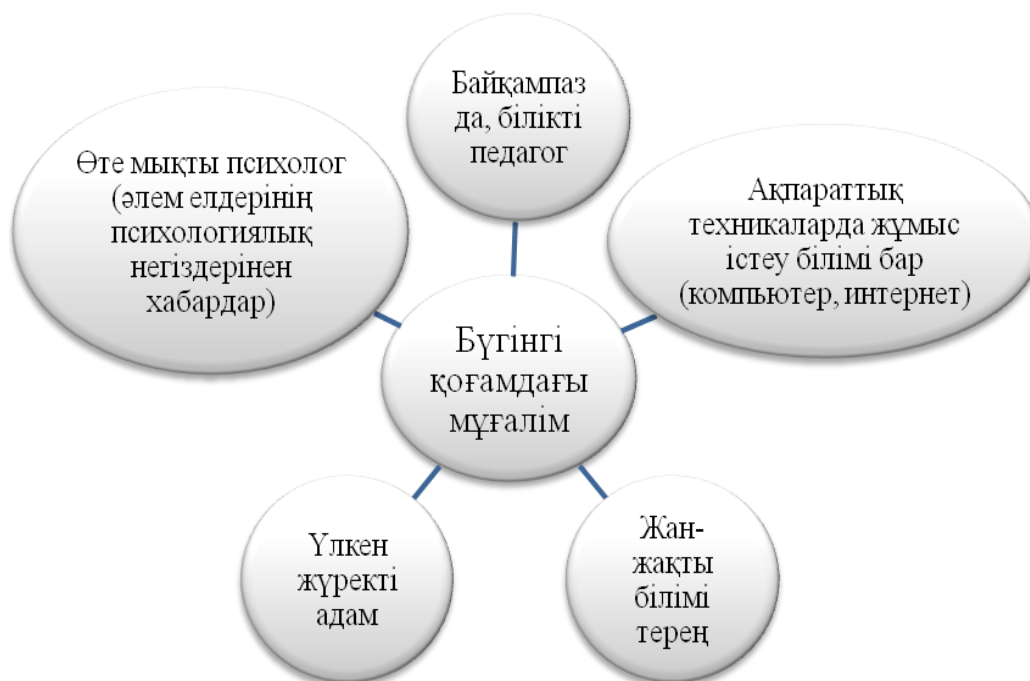 Байқампаз
да, білікті
педагог
Өте мықты психолог
(әлем елдерінің
психологиялық
негіздерінен
хабардар)
Ақпараттық
техникаларда жұмыс
істеу білімі бар
(компьютер, интернет)
Бүгінгі
қоғамдағы
мұғалім
Үлкен
жүректі
адам
Жан-
жақты
білімі
терең